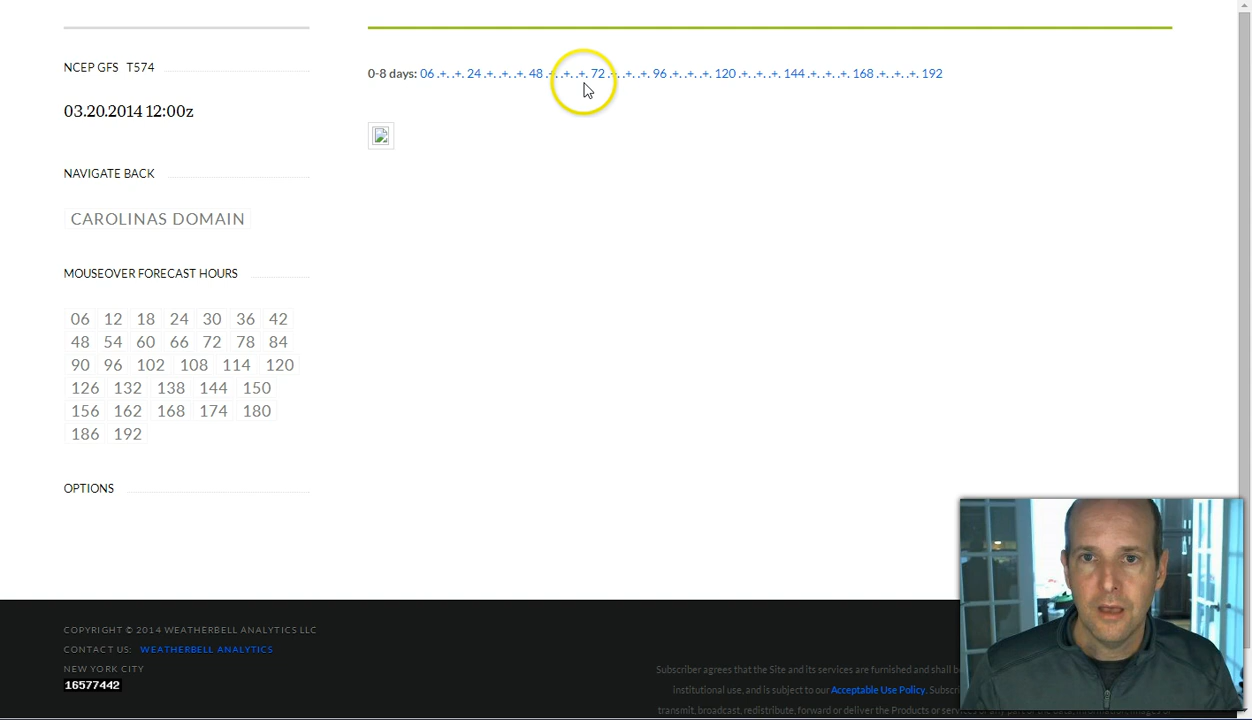 NCEP GFS T574
03.20.2014 12:00z
NAVIGATE BACK
CAROLINAS DOMAIN
MOUSEOVER FORECAST HOURS
06 12 18 24 30 36 42
48 54 60 66 72 78 84
90 96 102 108 114 120
126 132 138 144 150
156 162 168 174 180
186 192
OPTIONS
0-8 days: 06 .+. .+. 24 .+. .+. .+. 48 .+. .+. .+. 72 .+. .+. .+. 96 .+. .+. .+. 120 .+. .+. .+. 144 .+. .+. .+. 168 .+. .+. .+. 192
COPYRIGHT © 2014 WEATHERBELL ANALYTICS LLC
CONTACT US: WEATHERBELL ANALYTICS
NEW YORK CITY
16577442
Subscriber agrees that the Site and its services are furnished and shall
institutional use, and is subject to our Acceptable Use Policy.
transmit, broadcast, redistribute, forward or deliver the Products or